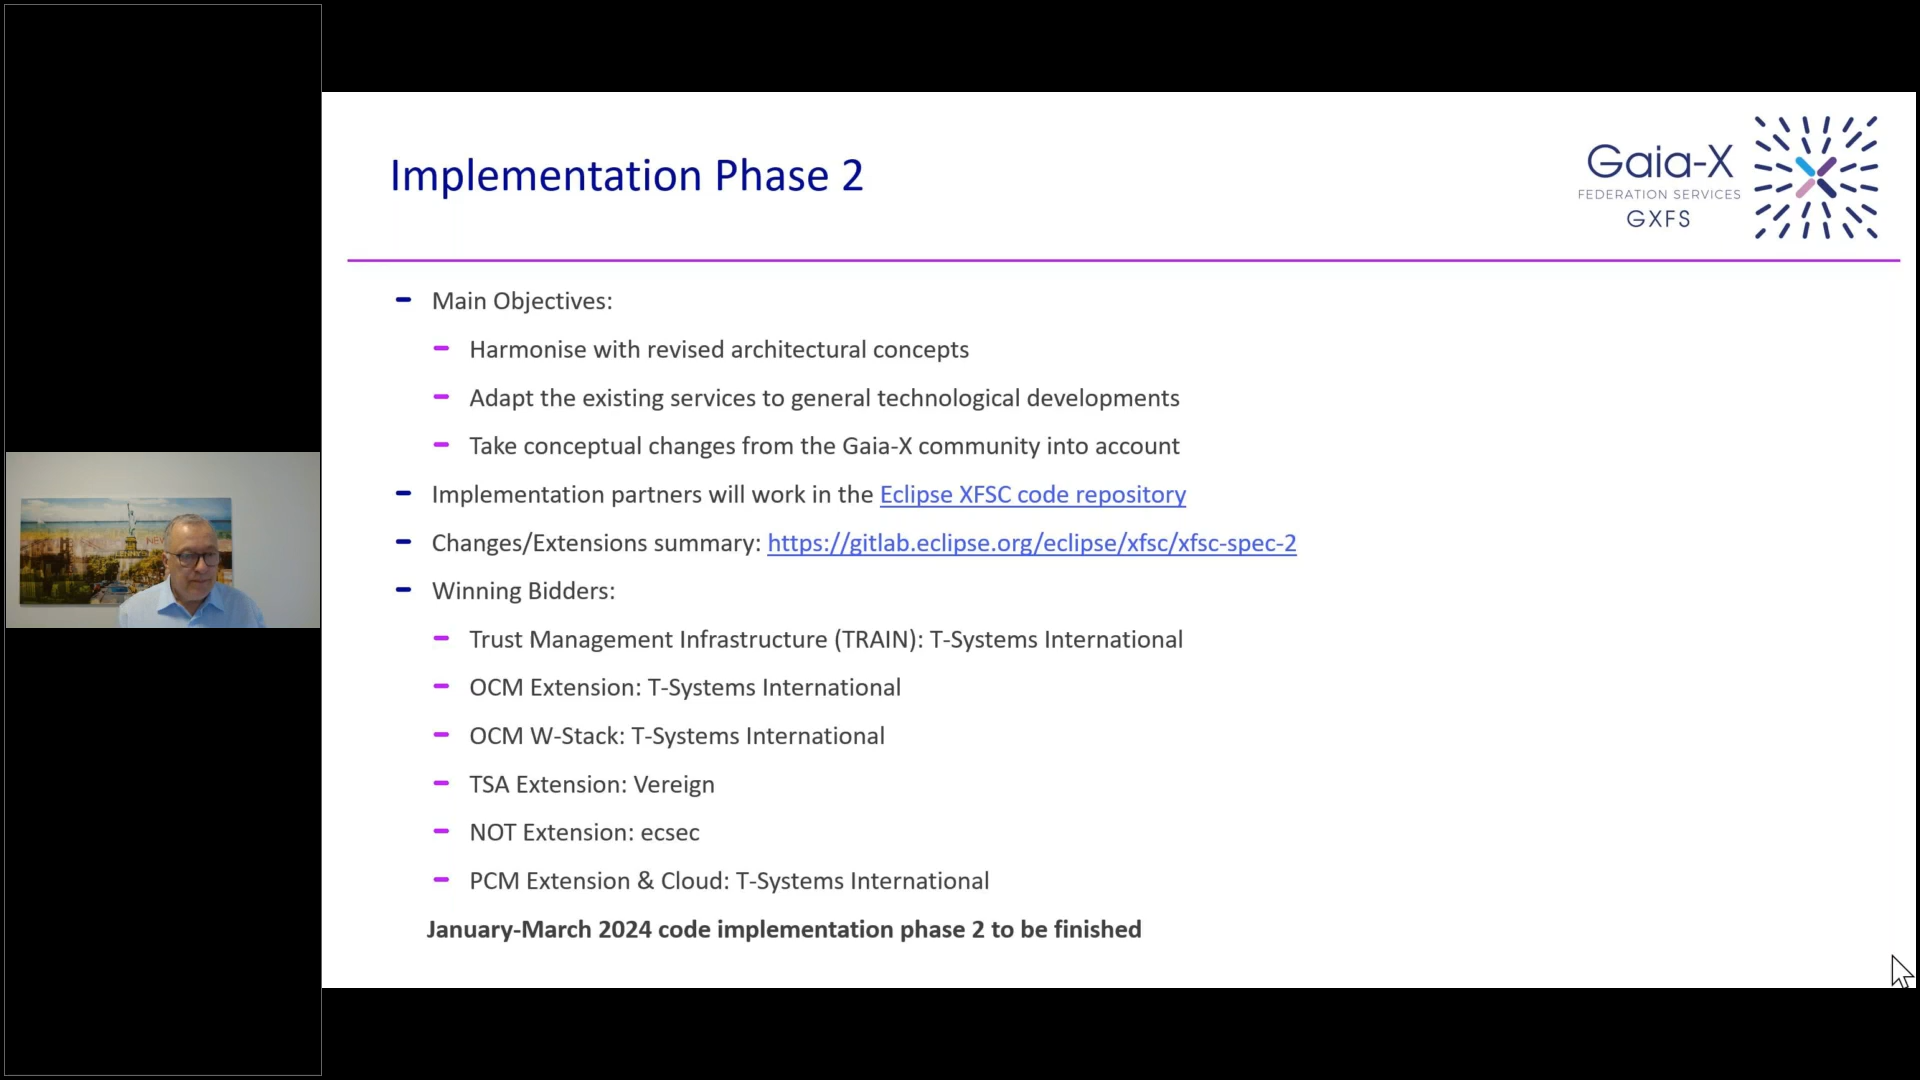 Implementation Phase 2
Gaia-X
FEDERATION SERVICES
GXFS
Main Objectives:
Harmonise with revised architectural concepts
Adapt the existing services to general technological developments
Take conceptual changes from the Gaia-X community into account
Implementation partners will work in the Eclipse XFSC code repository
Changes/Extensions summary: https://gitlab.eclipse.org/eclipse/xfsc/xfsc-spec-2
Winning Bidders:
Trust Management Infrastructure (TRAIN): T-Systems International
OCM Extension: T-Systems International
OCM W-Stack: T-Systems International
TSA Extension: Vereign
NOT Extension: ecsec
PCM Extension & Cloud: T-Systems International
January-March 2024 code implementation phase 2 to be finished